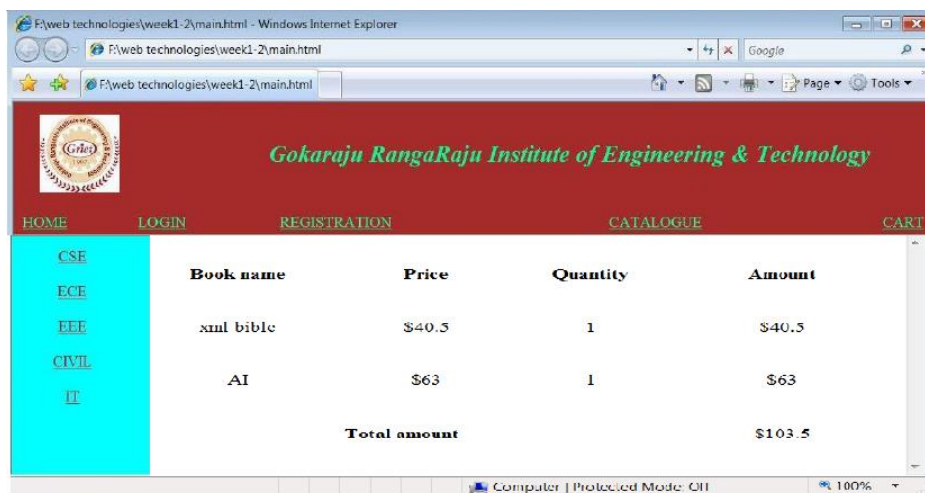 F:\web technologies\week1-2\main.html - Windows Internet Explorer
F:\web technologies\week1-2\main.html Google
F:\web technologies\week1-2\main.html Page Tools
Griet
Gokaraju RangaRaju Institute of Engineering & Technology
HOME LOGIN REGISTRATION CATALOGUE CART
CSE
ECE
EEE
CIVIL
IT
Book name Price Quantity Amount
xml bible $40.5 1 $40.5
AI $63 1 $63
Total amount $103.5
Computer | Protected Mode: Off 100%